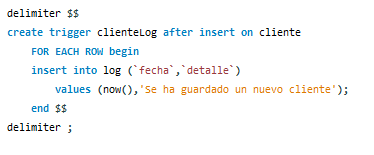 delimiter $$
create trigger clienteLog after insert on cliente
FOR EACH ROW begin
insert into log (`fecha`,`detalle`)
values (now(),'Se ha guardado un nuevo cliente');
end $$
delimiter ;